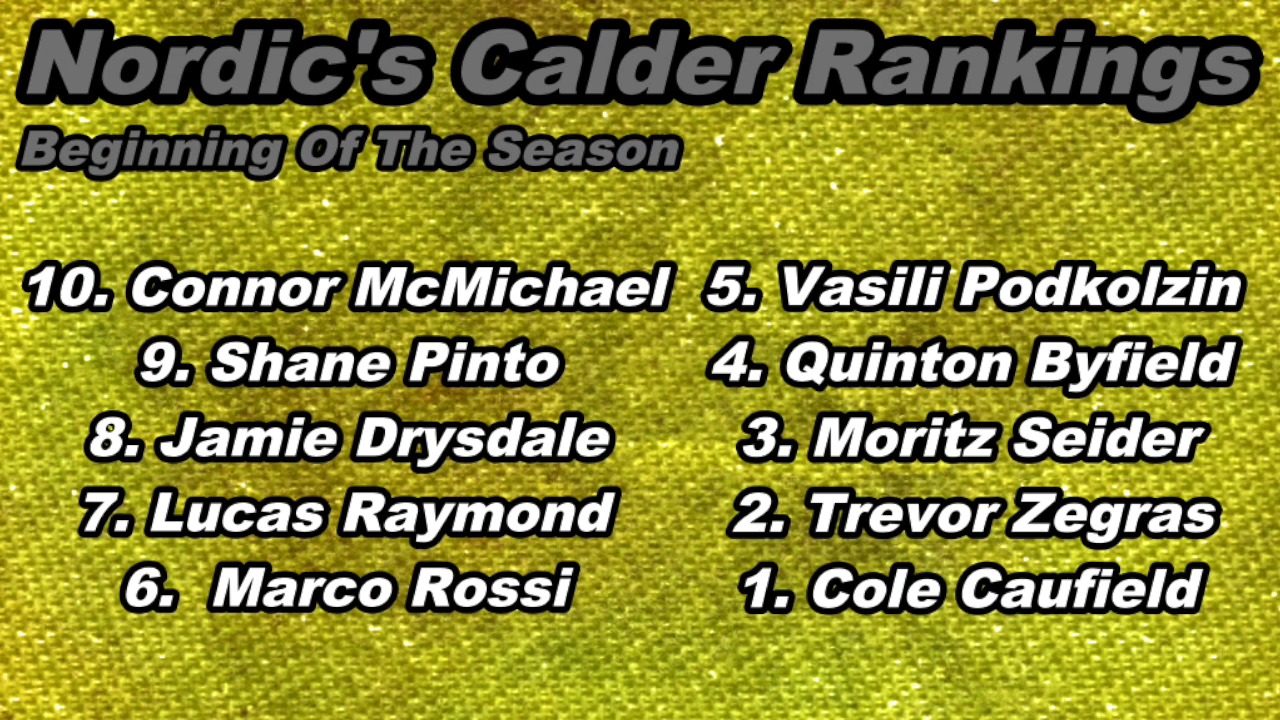 Nordic's Calder Rankings
Beginning Of The Season
10. Connor McMichael
9. Shane Pinto
8. Jamie Drysdale
7. Lucas Raymond
6. Marco Rossi
5. Vasili Podkolzin
4. Quinton Byfield
3. Moritz Seider
2. Trevor Zegras
1. Cole Caufield